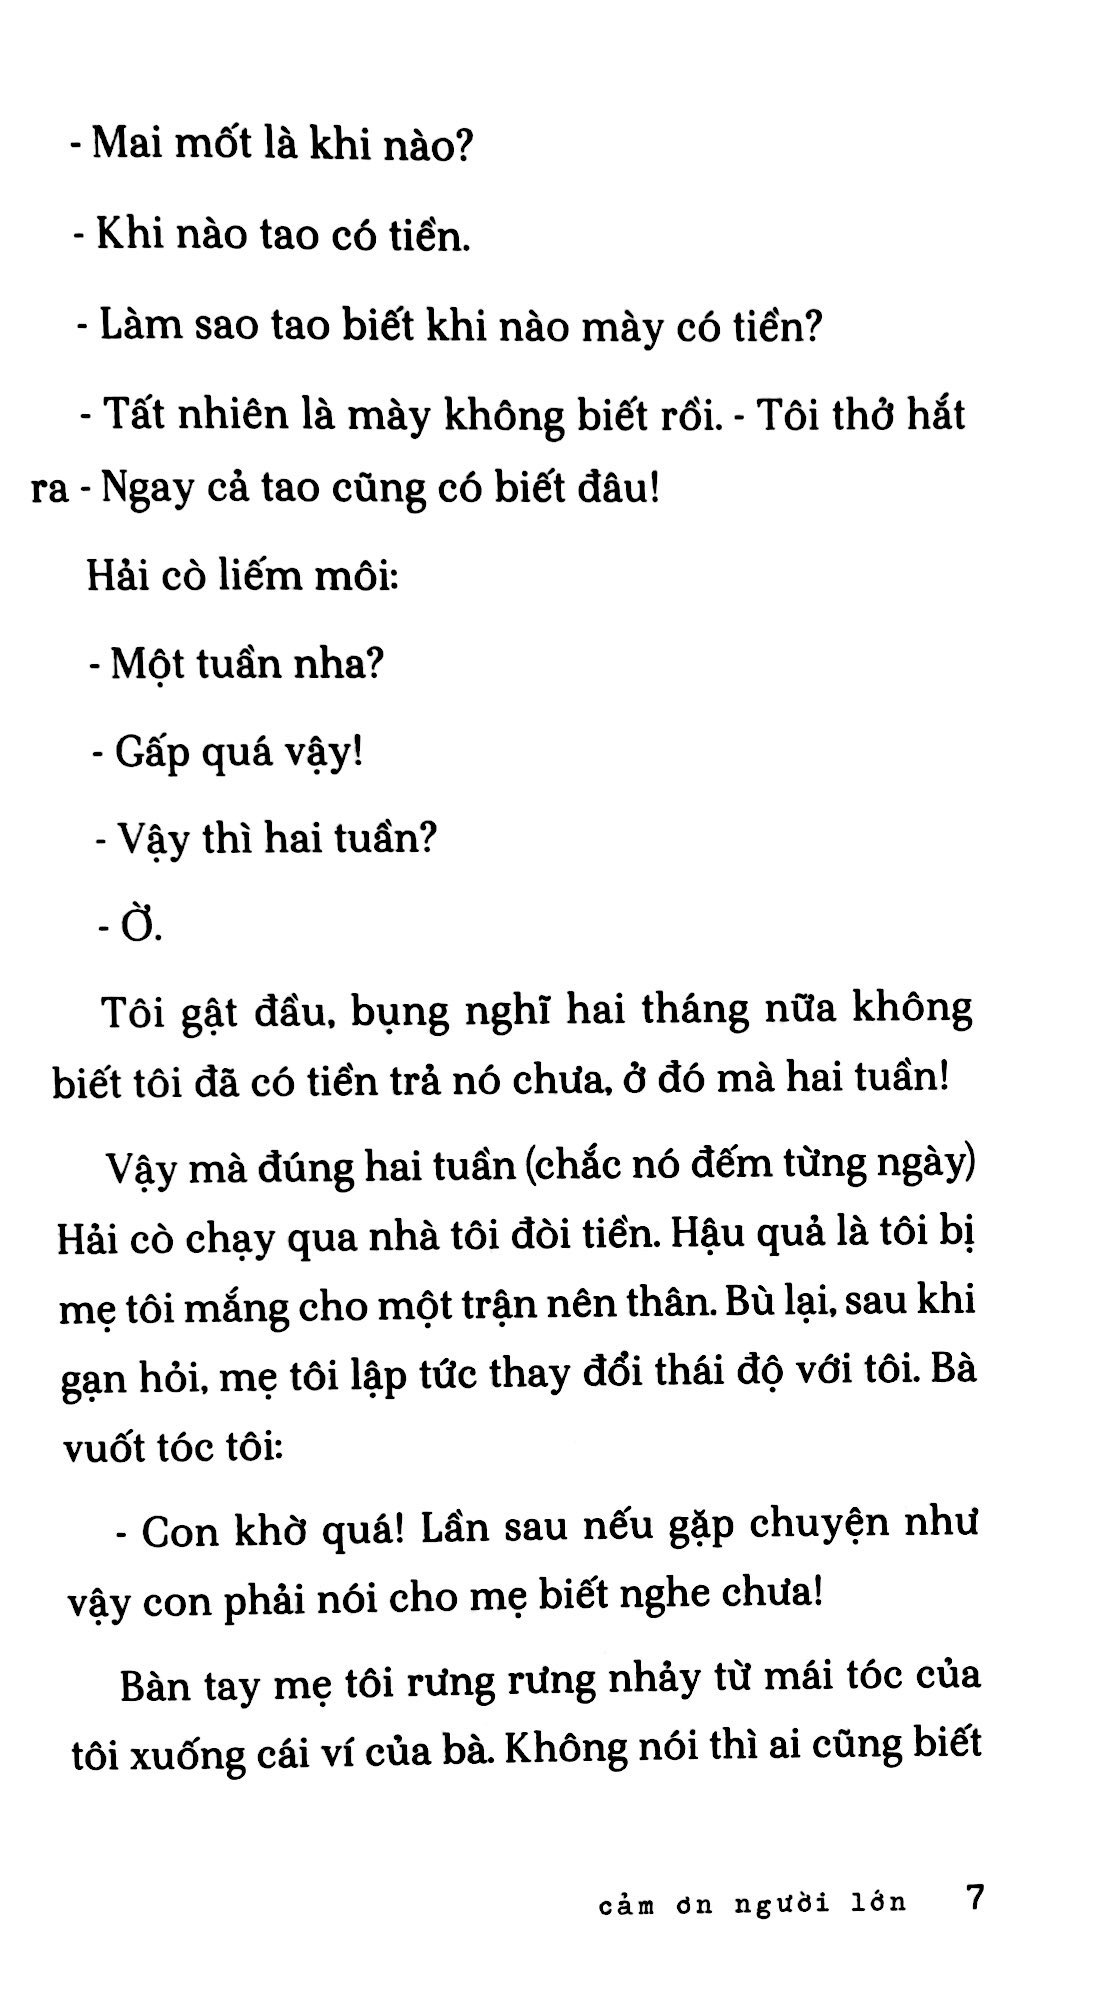 - Mai mốt là khi nào?
- Khi nào tao có tiền.
- Làm sao tao biết khi nào mày có tiền?
- Tất nhiên là mày không biết rồi. - Tôi thở hắt
ra - Ngay cả tao cũng có biết đâu!
Hải cò liếm môi:
- Một tuần nha?
- Gấp quá vậy!
- Vậy thì hai tuần?
- Ờ.
Tôi gật đầu, bụng nghĩ hai tháng nữa không
biết tôi đã có tiền trả nó chưa, ở đó mà hai tuần!
Vậy mà đúng hai tuần (chắc nó đếm từng ngày)
Hải cò chạy qua nhà tôi đòi tiền. Hậu quả là tôi bị
mẹ tôi mắng cho một trận nên thân. Bù lại, sau khi
gạn hỏi, mẹ tôi lập tức thay đổi thái độ với tôi. Bà
vuốt tóc tôi:
- Con khờ quá! Lần sau nếu gặp chuyện như
vậy con phải nói cho mẹ biết nghe chưa!
Bàn tay mẹ tôi rưng rưng nhảy từ mái tóc của
tôi xuống cái ví của bà. Không nói thì ai cũng biết
cảm ơn người lớn 7